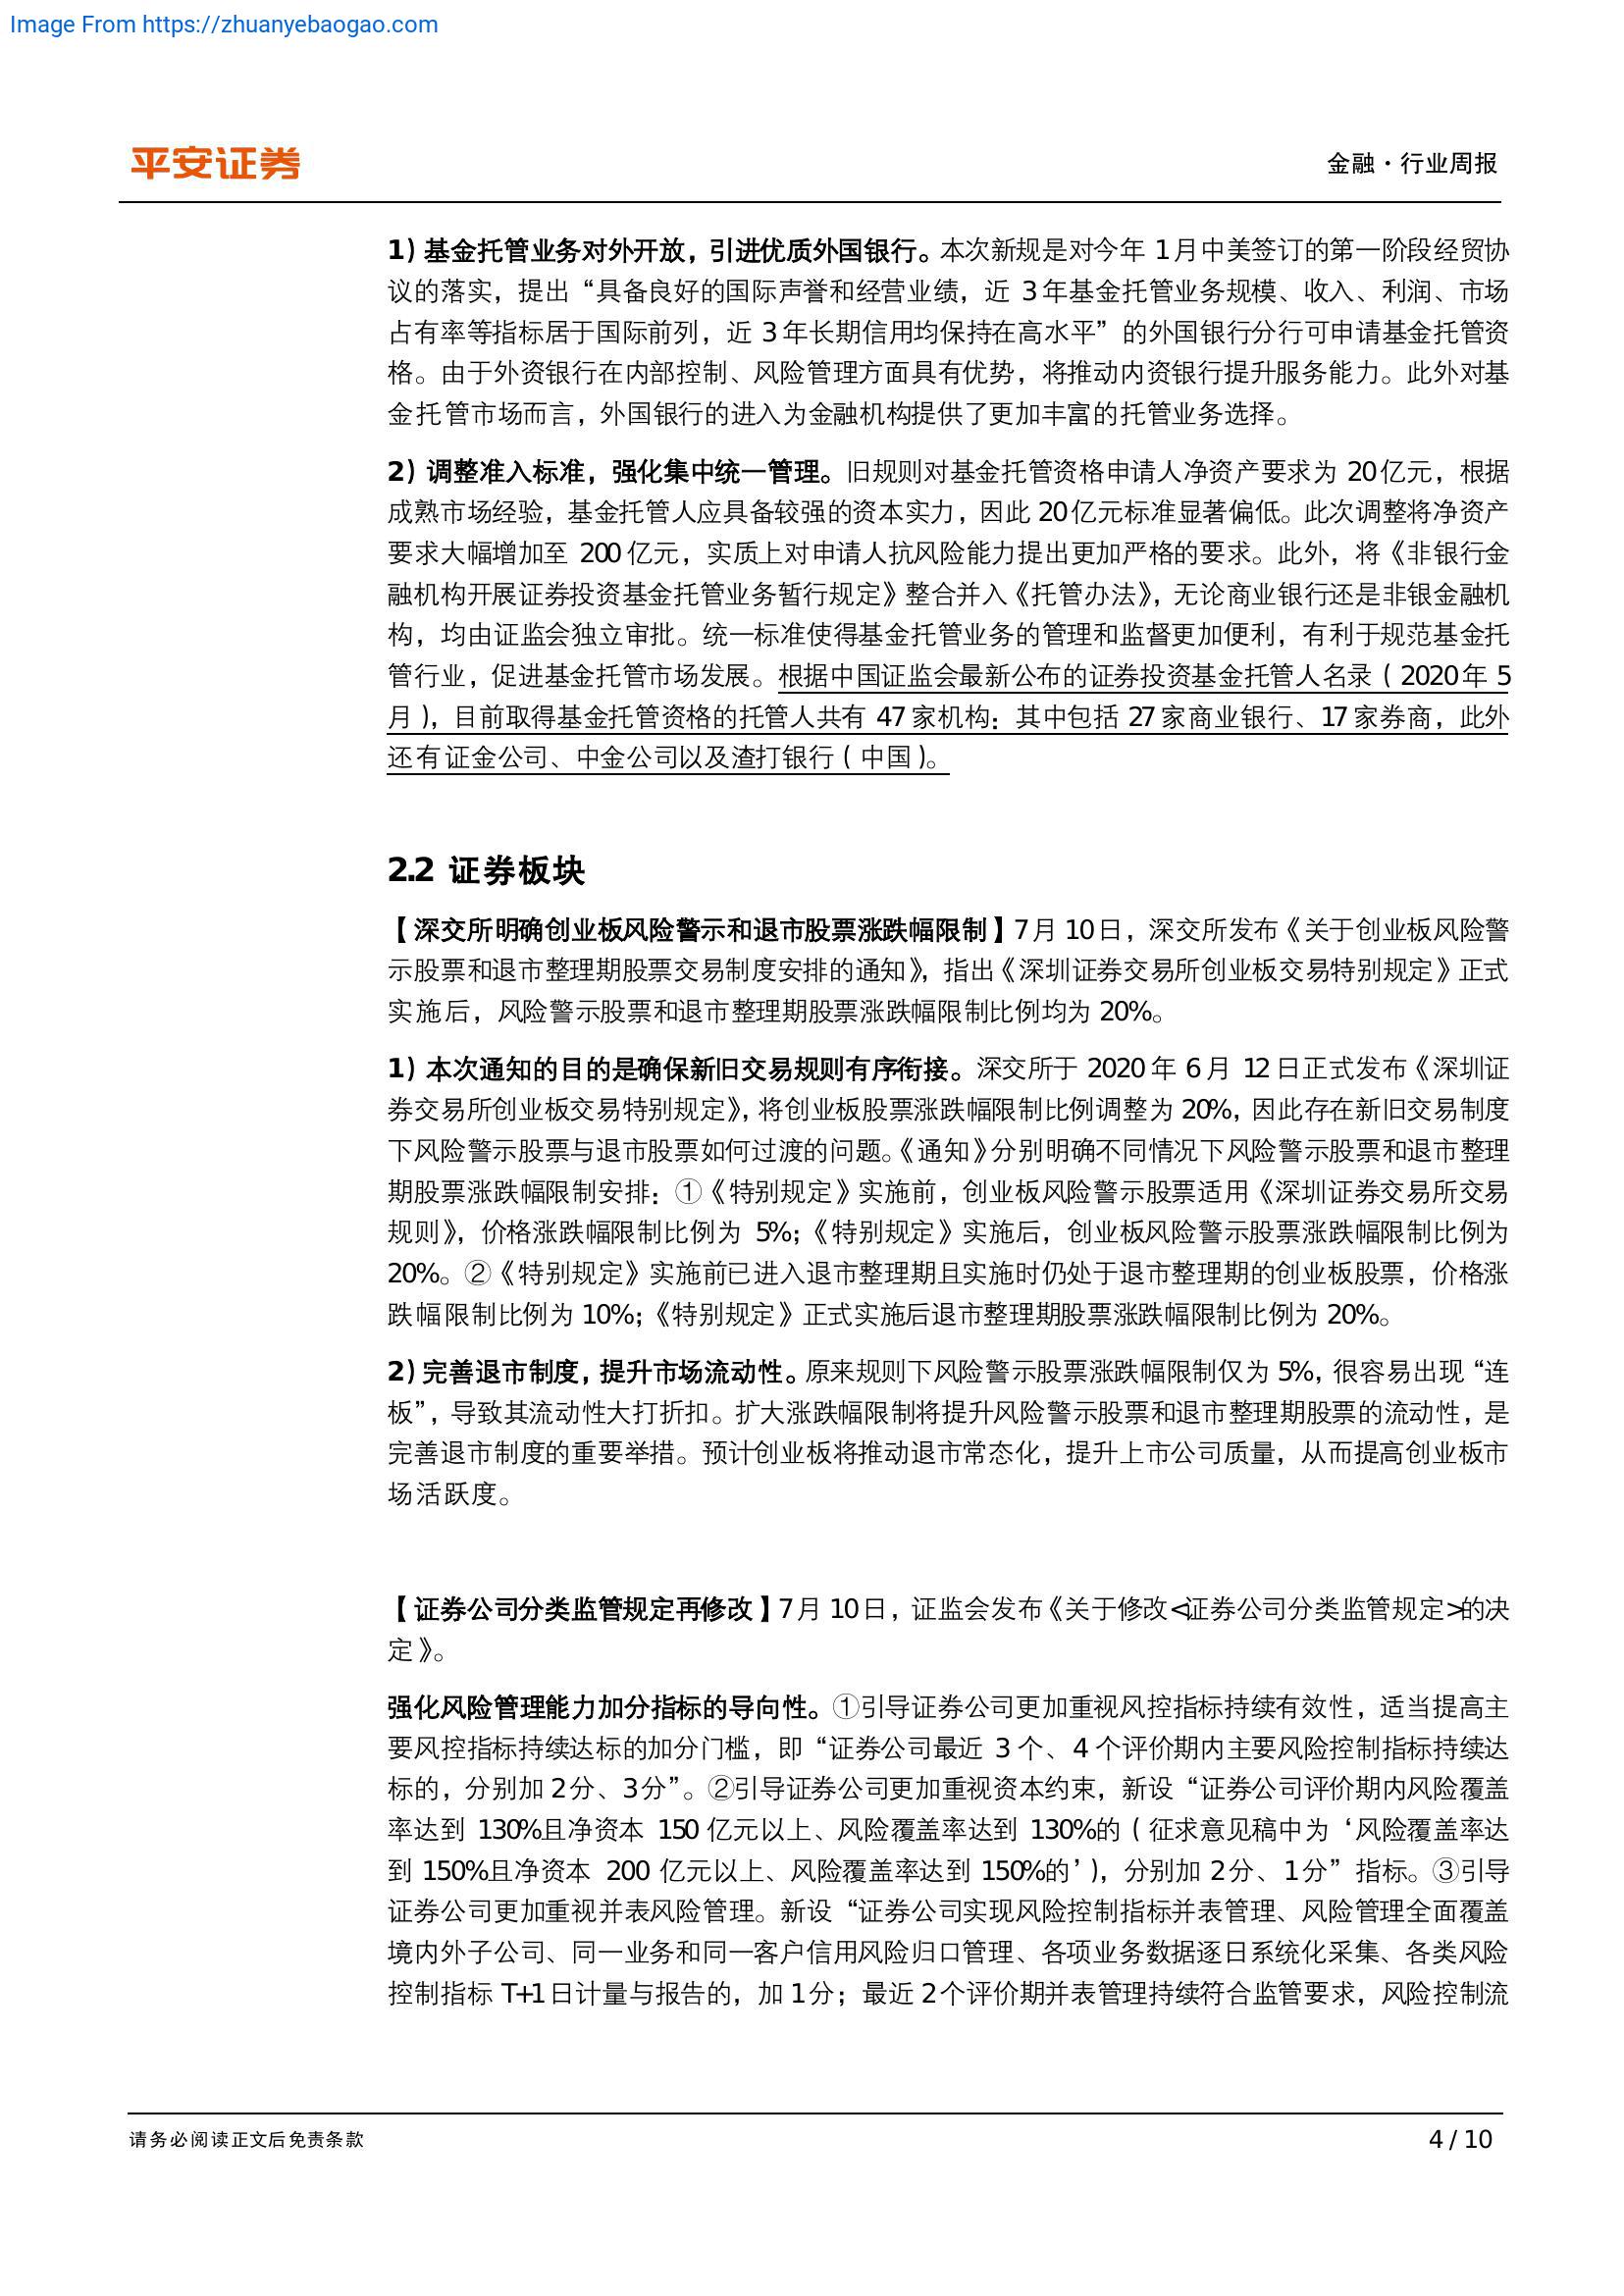 Image From https://zhuanyebaogao.com
平安证券
金融·行业周报
1）基金托管业务对外开放，引进优质外国银行。本次新规是对今年 1月中美签订的第一阶段经贸协
议的落实，提出“具备良好的国际声誉和经营业绩，近 3年基金托管业务规模、收入、利润、市场
占有率等指标居于国际前列，近 3年长期信用均保持在高水平”的外国银行分行可申请基金托管资
格。由于外资银行在内部控制、风险管理方面具有优势，将推动内资银行提升服务能力。此外对基
金托管市场而言，外国银行的进入为金融机构提供了更加丰富的托管业务选择。
2）调整准入标准，强化集中统一管理。旧规则对基金托管资格申请人净资产要求为 20亿元，根据
成熟市场经验，基金托管人应具备较强的资本实力，因此 20亿元标准显著偏低。此次调整将净资产
要求大幅增加至 200亿元，实质上对申请人抗风险能力提出更加严格的要求。此外，将《非银行金
融机构开展证券投资基金托管业务暂行规定》整合并入《托管办法》，无论商业银行还是非银金融机
构，均由证监会独立审批。统一标准使得基金托管业务的管理和监督更加便利，有利于规范基金托
管行业，促进基金托管市场发展。根据中国证监会最新公布的证券投资基金托管人名录（2020年 5
月），目前取得基金托管资格的托管人共有 47家机构：其中包括 27家商业银行、17家券商，此外
还有证金公司、中金公司以及渣打银行（中国）。
2.2 证券板块
【深交所明确创业板风险警示和退市股票涨跌幅限制】7月 10日，深交所发布《关于创业板风险警
示股票和退市整理期股票交易制度安排的通知》，指出《深圳证券交易所创业板交易特别规定》正式
实施后，风险警示股票和退市整理期股票涨跌幅限制比例均为 20%。
1）本次通知的目的是确保新旧交易规则有序衔接。深交所于 2020 年 6月 12日正式发布《深圳证
券交易所创业板交易特别规定》，将创业板股票涨跌幅限制比例调整为 20%，因此存在新旧交易制度
下风险警示股票与退市股票如何过渡的问题。《通知》分别明确不同情况下风险警示股票和退市整理
期股票涨跌幅限制安排：①《特别规定》实施前，创业板风险警示股票适用《深圳证券交易所交易
规则》，价格涨跌幅限制比例为 5%；《特别规定》实施后，创业板风险警示股票涨跌幅限制比例为
20%。②《特别规定》实施前已进入退市整理期且实施时仍处于退市整理期的创业板股票，价格涨
跌幅限制比例为 10%；《特别规定》正式实施后退市整理期股票涨跌幅限制比例为 20%。
2）完善退市制度，提升市场流动性。原来规则下风险警示股票涨跌幅限制仅为 5%，很容易出现“连
板”，导致其流动性大打折扣。扩大涨跌幅限制将提升风险警示股票和退市整理期股票的流动性，是
完善退市制度的重要举措。预计创业板将推动退市常态化，提升上市公司质量，从而提高创业板市
场活跃度。
【证券公司分类监管规定再修改】7月 10日，证监会发布《关于修改<证券公司分类监管规定>的决
定》。
强化风险管理能力加分指标的导向性。①引导证券公司更加重视风控指标持续有效性，适当提高主
要风控指标持续达标的加分门槛，即“证券公司最近 3个、4个评价期内主要风险控制指标持续达
标的，分别加 2分、3分”。②引导证券公司更加重视资本约束，新设“证券公司评价期内风险覆盖
率达到 130%且净资本 150 亿元以上、风险覆盖率达到 130%的（征求意见稿中为‘风险覆盖率达
到 150%且净资本 200 亿元以上、风险覆盖率达到 150%的’），分别加 2分、1分”指标。③引导
证券公司更加重视并表风险管理。新设“证券公司实现风险控制指标并表管理、风险管理全面覆盖
境内外子公司、同一业务和同一客户信用风险归口管理、各项业务数据逐日系统化采集、各类风险
控制指标 T+1日计量与报告的，加 1分；最近 2个评价期并表管理持续符合监管要求，风险控制流
请务必阅读正文后免责条款
4 / 10